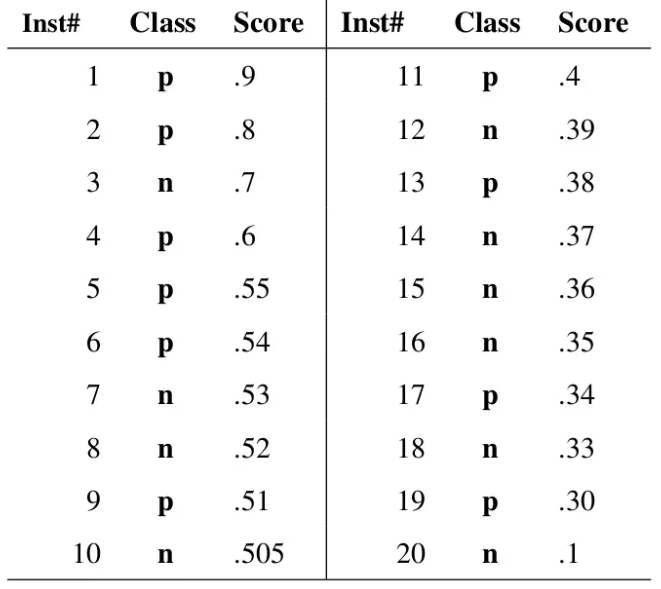 Inst# Class Score Inst# Class Score
1 p .9 11 p .4
2 p .8 12 n .39
3 n .7 13 p .38
4 p .6 14 n .37
5 p .55 15 n .36
6 p .54 16 n .35
7 n .53 17 p .34
8 n .52 18 n .33
9 p .51 19 p .30
10 n .505 20 n .1